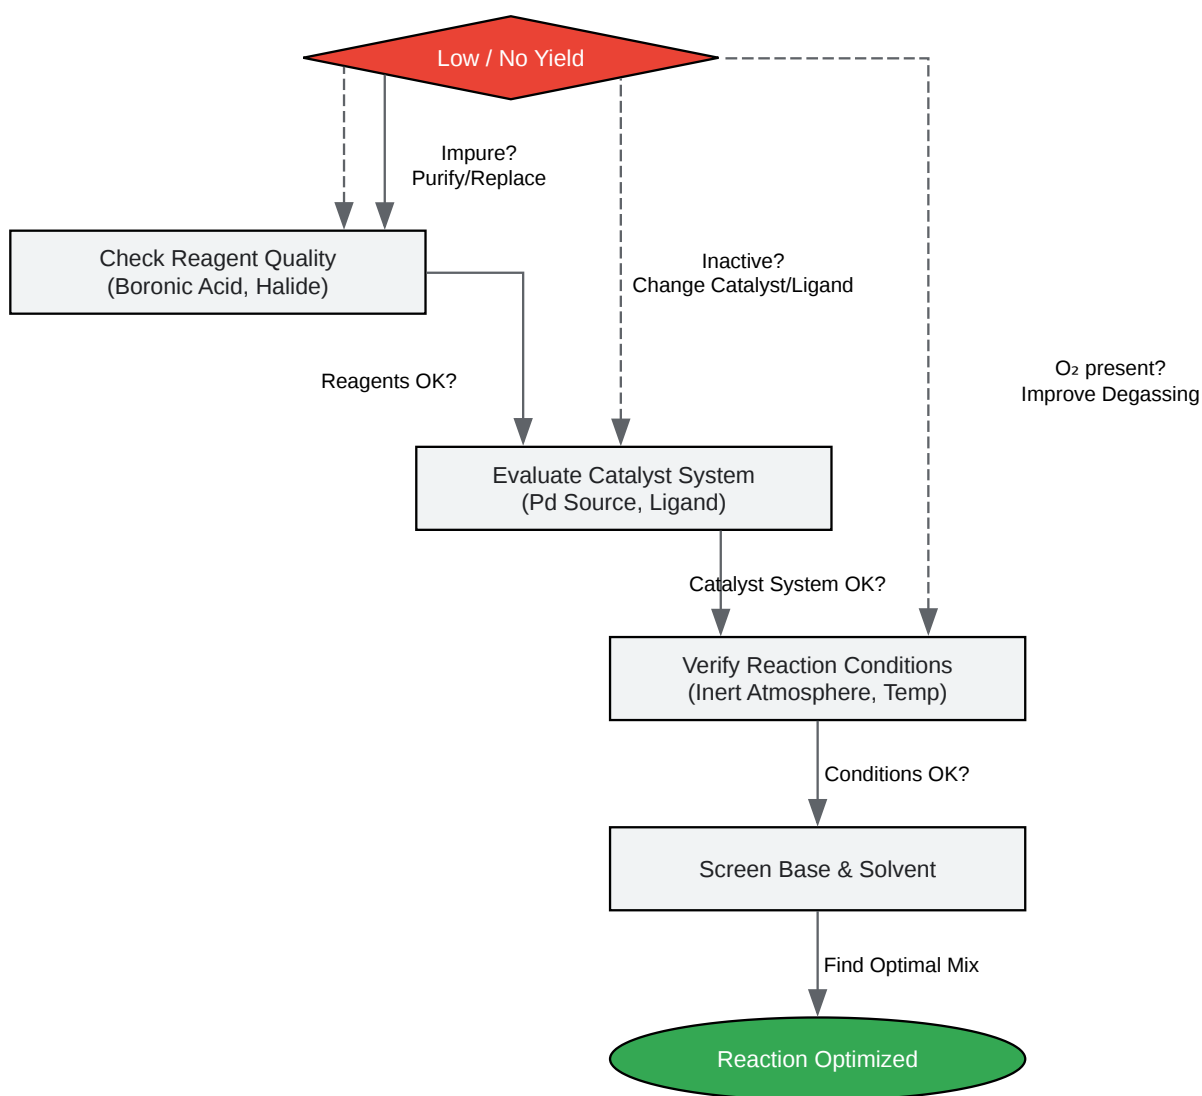 Low / No Yield
Impure?
Purify/Replace
Check Reagent Quality
(Boronic Acid, Halide)
Inactive?
Change Catalyst/Ligand
Reagents OK?
O₂ present?
Improve Degassing
Evaluate Catalyst System
(Pd Source, Ligand)
Catalyst System OK?
Verify Reaction Conditions
(Inert Atmosphere, Temp)
Conditions OK?
Screen Base & Solvent
Find Optimal Mix
Reaction Optimized